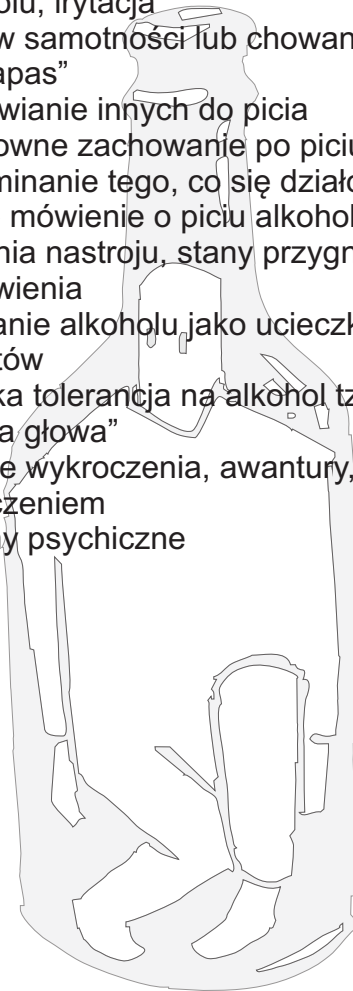 olu, irytacja
w samotności lub chowan
apas”
wianie innych do picia
owne zachowanie po piciu
minanie tego, co się działo
mówienie o piciu alkohol
nia nastroju, stany przygn
wienia
anie alkoholu jako ucieczk
tów
ka tolerancja na alkohol tz
a głowa”
e wykroczenia, awantury,
czeniem
y psychiczne